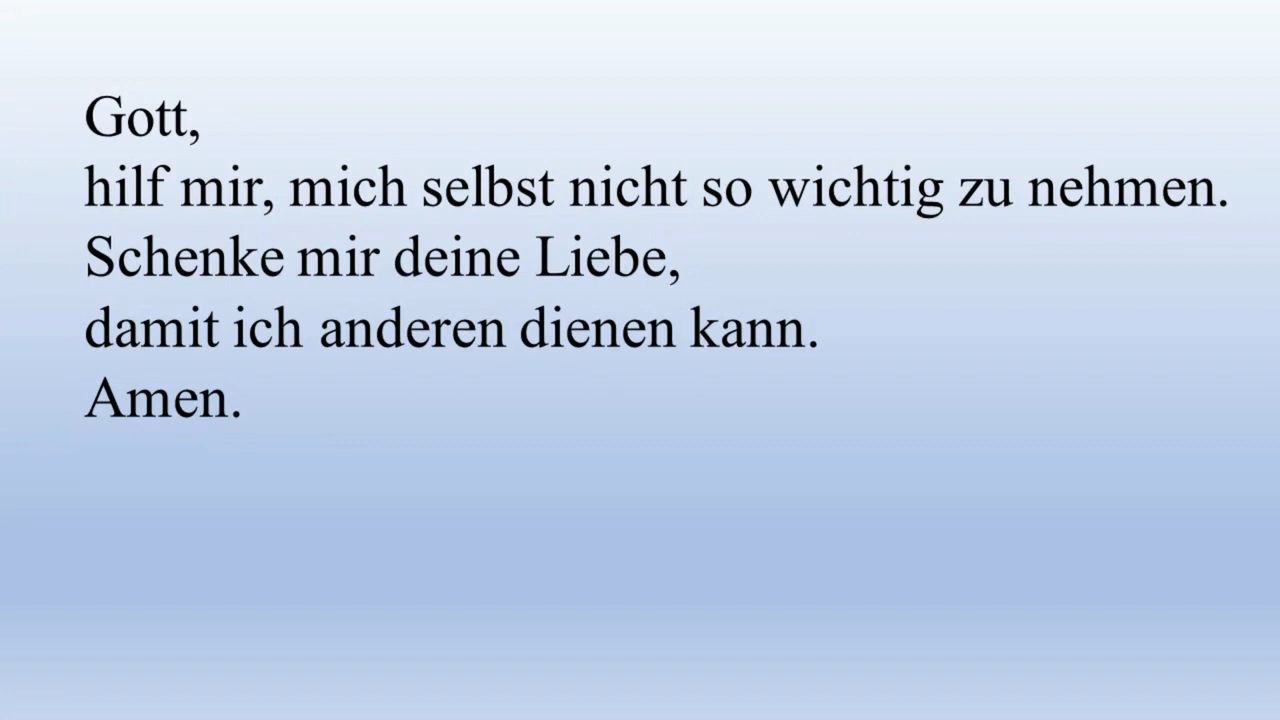 Gott,
hilf mir, mich selbst nicht so wichtig zu nehmen.
Schenke mir deine Liebe,
damit ich anderen dienen kann.
Amen.